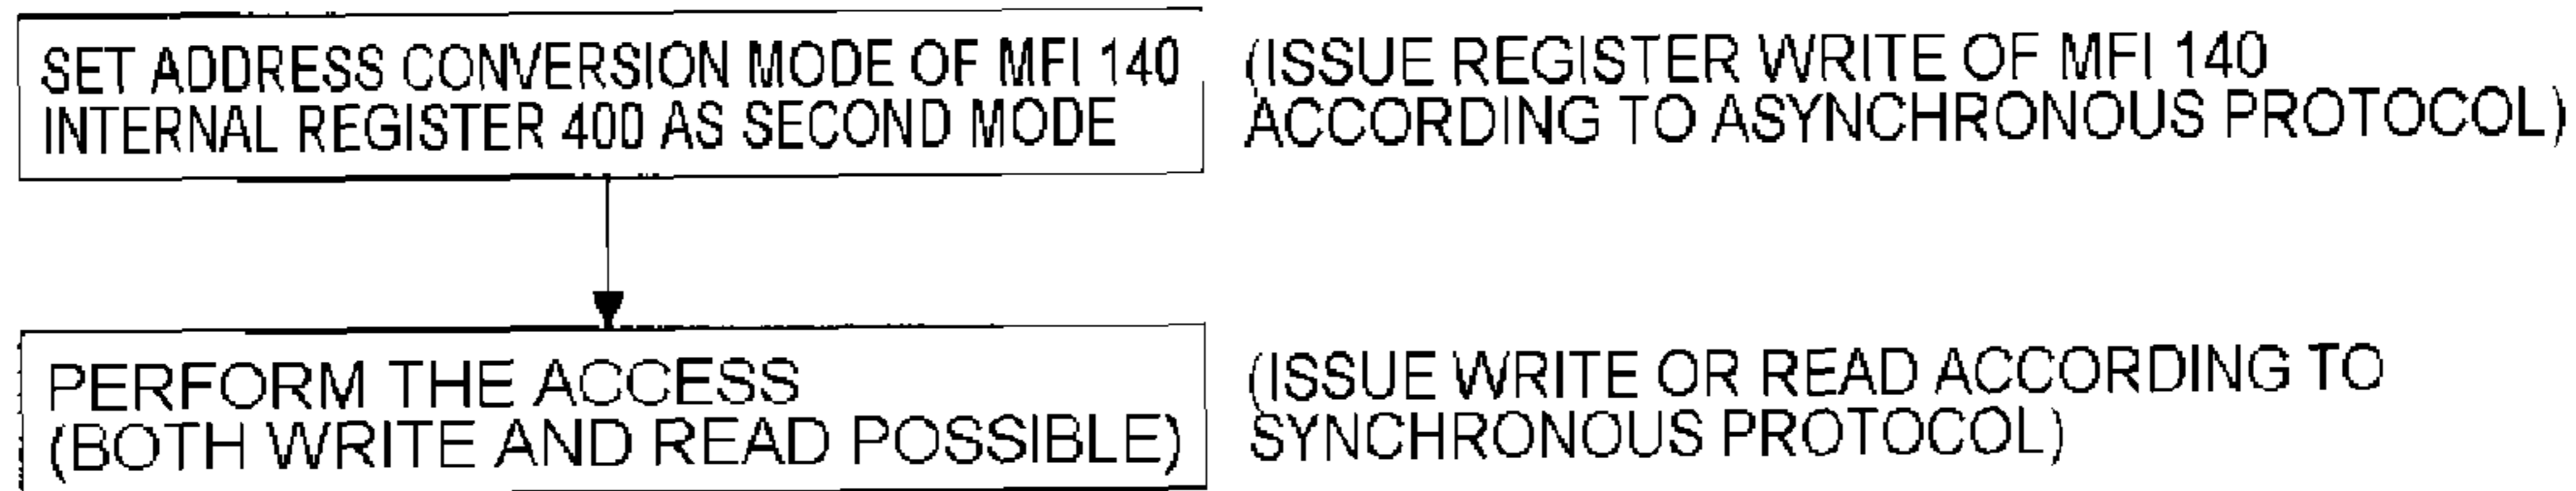 SET ADDRESS CONVERSION MODE OF MFI 140
INTERNAL REGISTER 400 AS SECOND MODE
(ISSUE REGISTER WRITE OF MFI 140
ACCORDING TO ASYNCHRONOUS PROTOCOL)
PERFORM THE ACCESS
(BOTH WRITE AND READ POSSIBLE)
(ISSUE WRITE OR READ ACCORDING TO
SYNCHRONOUS PROTOCOL)